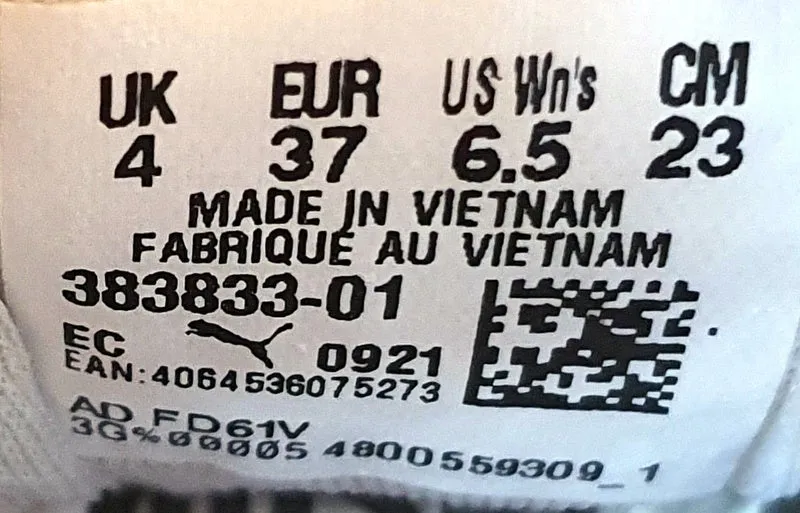 UK EUR US Wn's CM
4 37 6.5 23
MADE IN VIETNAM
FABRIQUÉ AU VIETNAM
383833-01
EC 0921
EAN:4064536075273
AD FD61V
3G%00005 4800559309_1